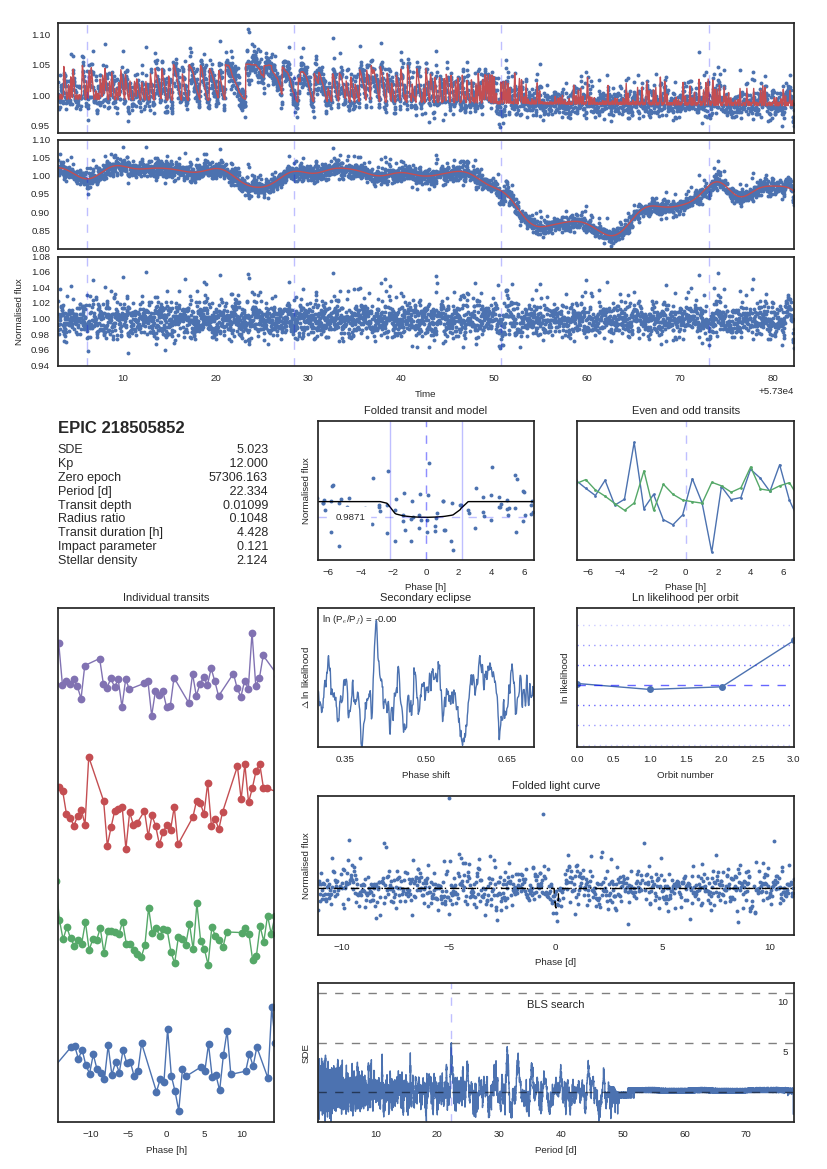 1.10
1.05
1.00
0.95
1.10
1.05
1.00
0.95
0.90
0.85
0.80
1.08
1.06
1.04
1.02
1.00
0.98
0.96
0.94
Normalised flux
10 20 30 40 50 60 70 80
Time
+5.73e4
EPIC 218505852
SDE 5.023
Kp 12.000
Zero epoch 57306.163
Period [d] 22.334
Transit depth 0.01099
Radius ratio 0.1048
Transit duration [h] 4.428
Impact parameter 0.121
Stellar density 2.124
Folded transit and model
Normalised flux
0.9871
−6 −4 −2 0 2 4 6
Phase [h]
Even and odd transits
−6 −4 −2 0 2 4 6
Phase [h]
Individual transits
−10 −5 0 5 10
Phase [h]
Secondary eclipse
Δ ln likelihood
0.35 0.50 0.65
Phase shift
Ln likelihood per orbit
ln likelihood
0.0 0.5 1.0 1.5 2.0 2.5 3.0
Orbit number
Folded light curve
Normalised flux
−10 −5 0 5 10
Phase [d]
BLS search
10
5
SDE
10 20 30 40 50 60 70
Period [d]